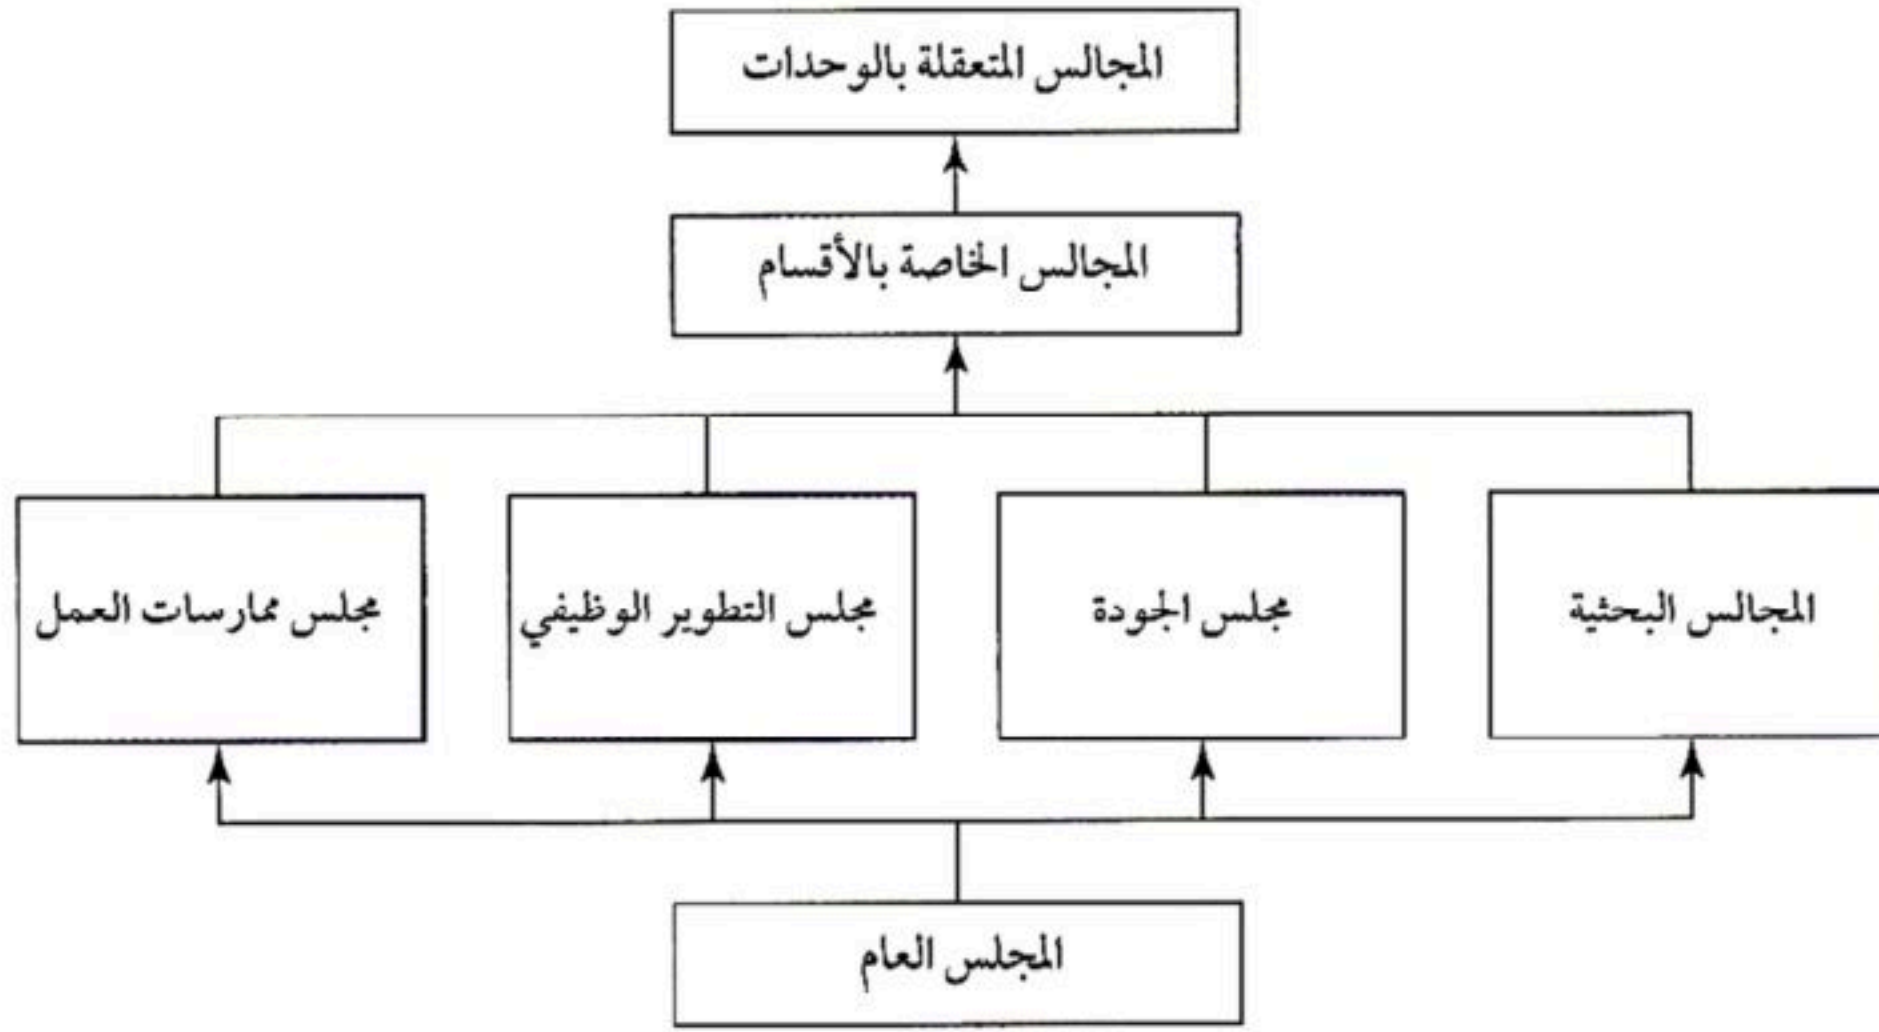 المجالس المتعقلة بالوحدات
المجالس الخاصة بالأقسام
المجالس البحثية
مجلس الجودة
مجلس التطوير الوظيفي
مجلس ممارسات العمل
المجلس العام